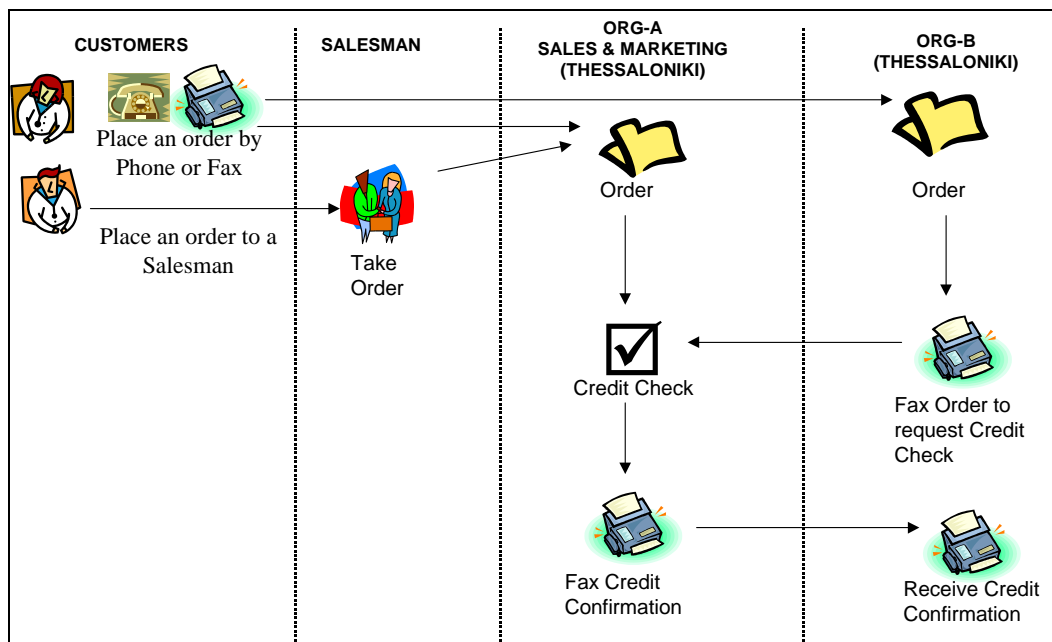 CUSTOMERS
SALESMAN
ORG-A
SALES & MARKETING
(THESSALONIKI)
ORG-B
(THESSALONIKI)
Place an order by
Phone or Fax
Order
Order
Place an order to a
Salesman
Take
Order
Credit Check
Fax Order to
request Credit
Check
Fax Credit
Confirmation
Receive Credit
Confirmation